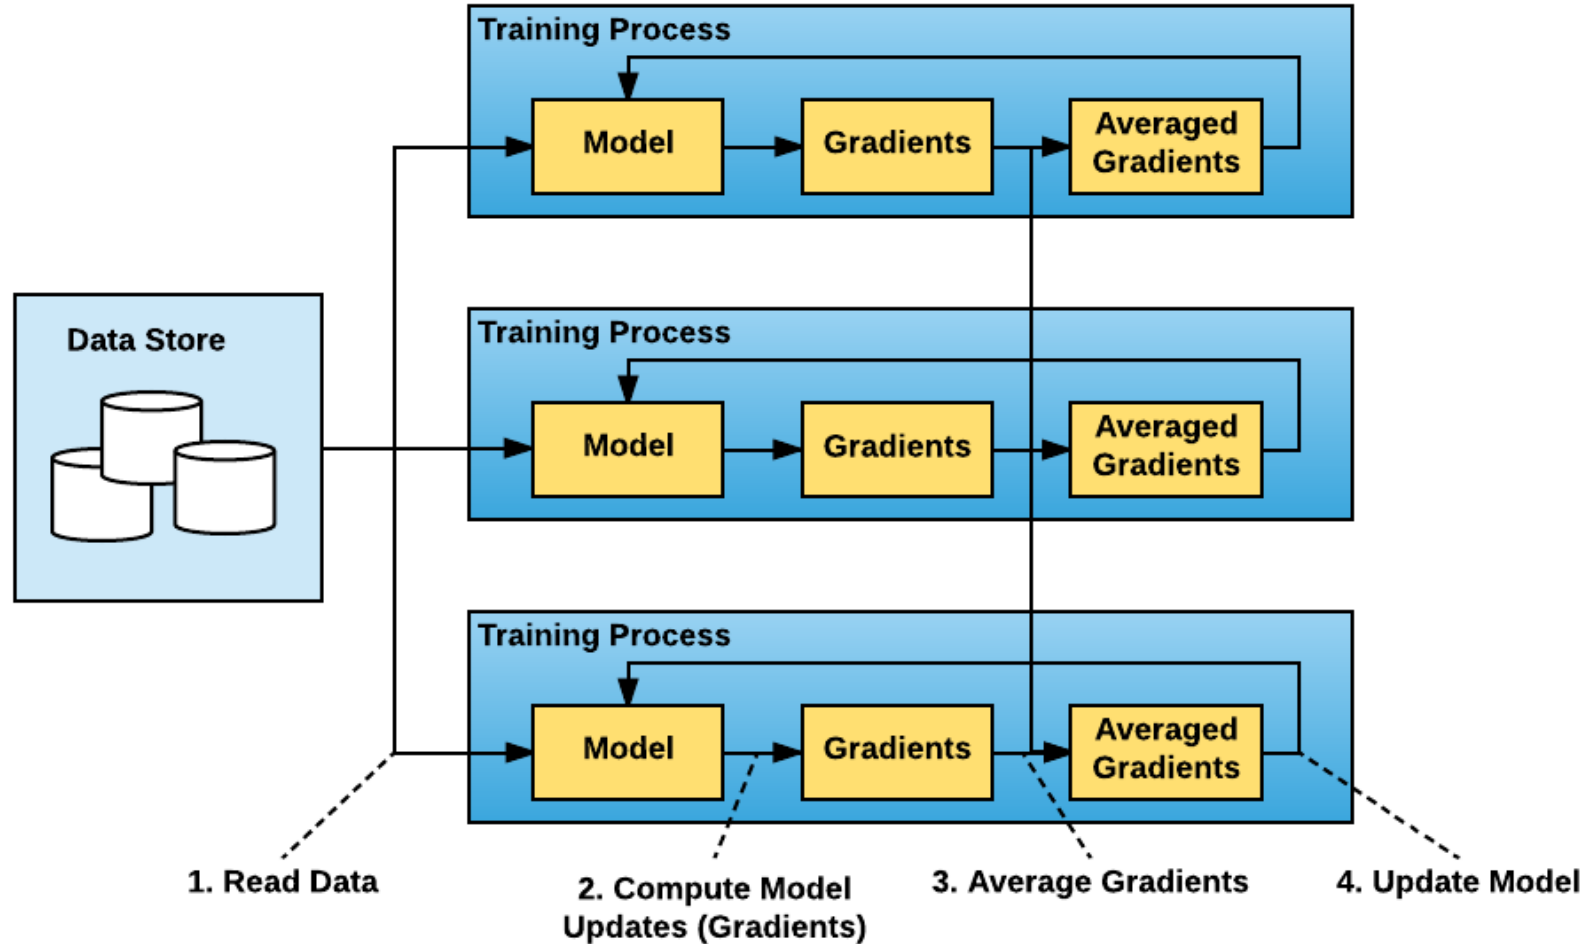 Training Process
Model
Gradients
Averaged
Gradients
Data Store
Training Process
Model
Gradients
Averaged
Gradients
Training Process
Model
Gradients
Averaged
Gradients
1. Read Data
2. Compute Model
Updates (Gradients)
3. Average Gradients
4. Update Model